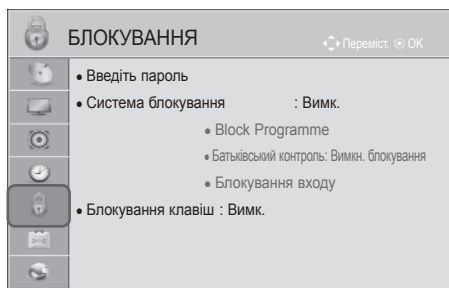 БЛОКУВАННЯ
Переміст. OK
• Введіть пароль
• Система блокування : Вимк.
• Block Programme
• Батьківський контроль: Вимкн. блокування
• Блокування входу
• Блокування клавіш : Вимк.